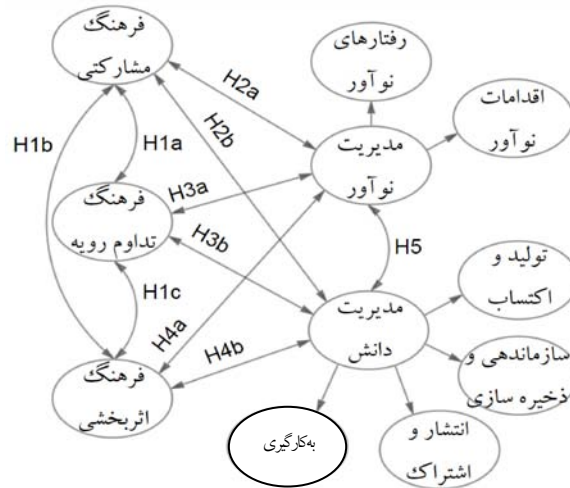 فرهنگ
مشارکتی
رفتارهای
نوآور
اقدامات
نوآور
H2a
H2b
H1b
H1a
مدیریت
نوآور
H3a
فرهنگ
تداوم رویه
H3b
H5
تولید و
اکتساب
H1c
مدیریت
دانش
H4a
H4b
سازماندهی و
ذخیره سازی
فرهنگ
اثربخشی
به‌کارگیری
انتشار و
اشتراک